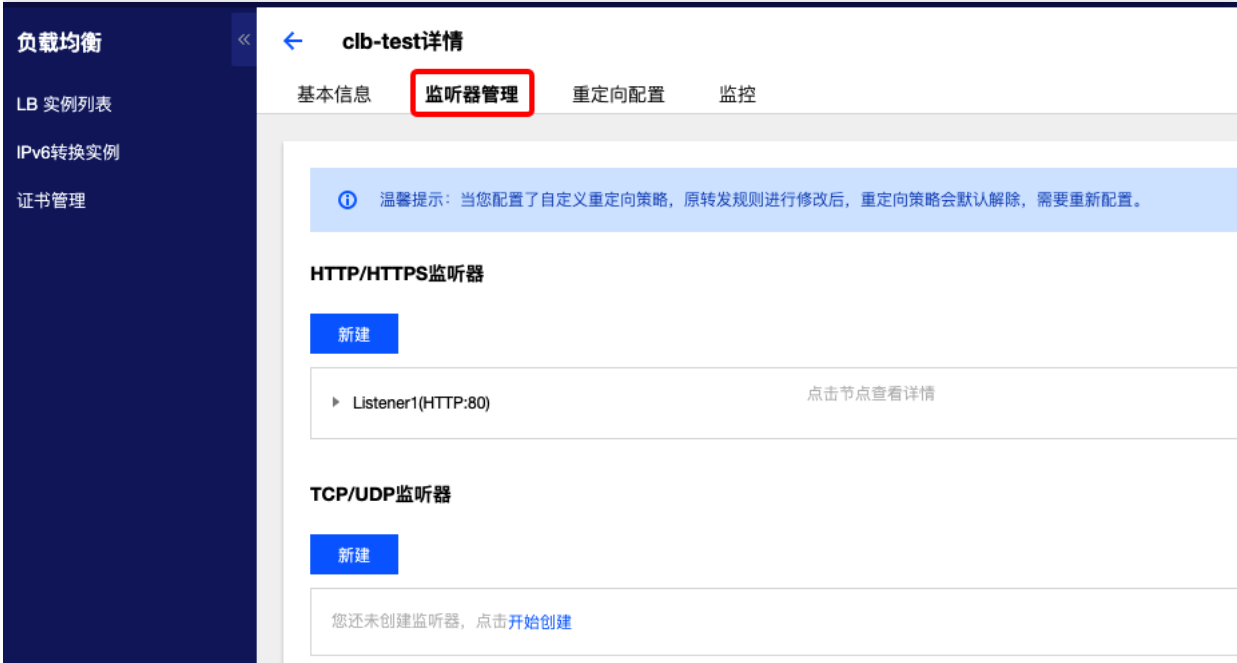 负载均衡
«
clb-test详情
基本信息 监听器管理 重定向配置 监控
LB 实例列表
IPv6转换实例
证书管理
温馨提示：当您配置了自定义重定向策略，原转发规则进行修改后，重定向策略会默认解除，需要重新配置。
HTTP/HTTPS监听器
新建
Listener1(HTTP:80)
点击节点查看详情
TCP/UDP监听器
新建
您还未创建监听器，点击开始创建